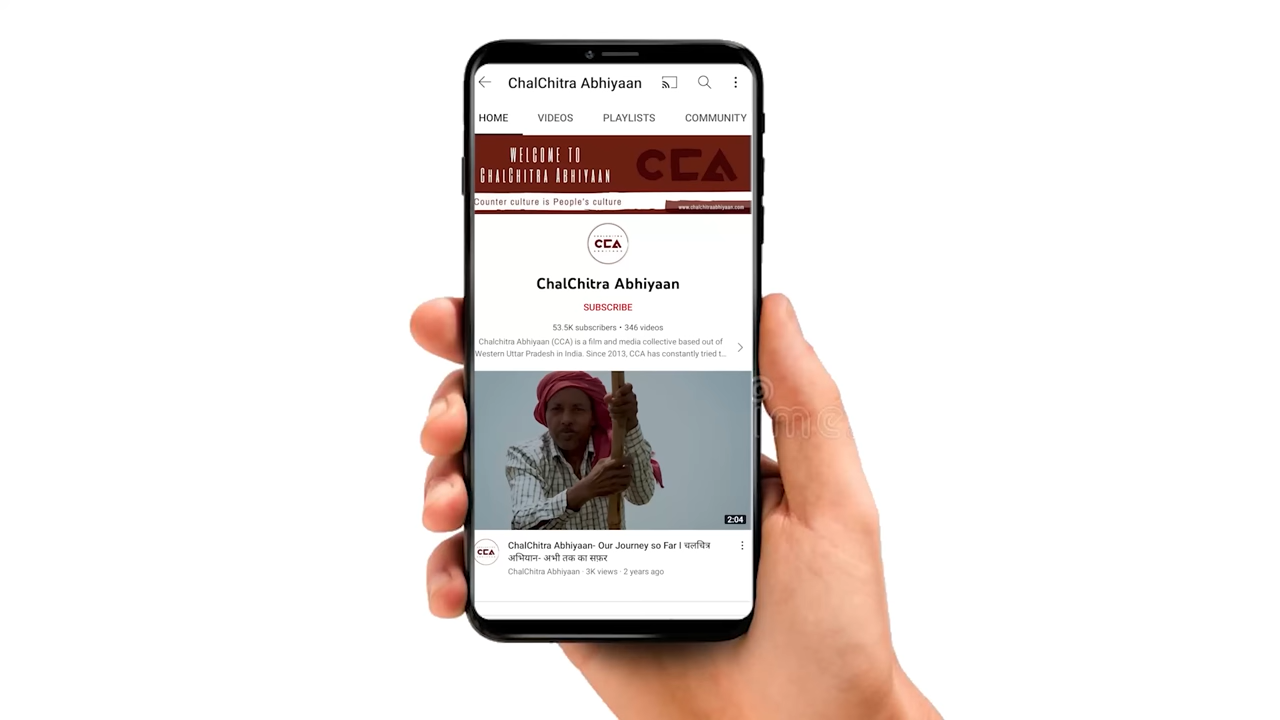 ChalChitra Abhiyaan
HOME VIDEOS PLAYLISTS COMMUNITY
WELCOME TO
CHALCHITRA ABHIYAAN
CCA
Counter culture is People's culture
www.chalchitraabhiyaan.com
CCA
ChalChitra Abhiyaan
SUBSCRIBE
53.5K subscribers • 346 videos
Chalchitra Abhiyaan (CCA) is a film and media collective based out of
Western Uttar Pradesh in India. Since 2013, CCA has constantly tried t...
2:04
CCA
ChalChitra Abhiyaan- Our Journey so Far I चलचित्र
अभियान- अभी तक का सफ़र
ChalChitra Abhiyaan · 3K views · 2 years ago